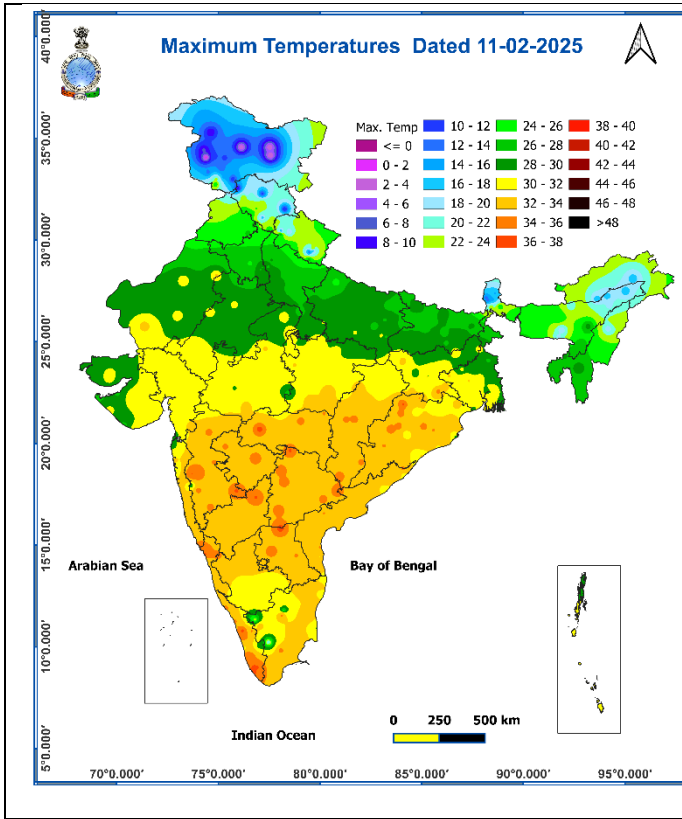 Maximum Temperatures Dated 11-02-2025
Max. Temp
<= 0
0 - 2
2 - 4
4 - 6
6 - 8
8 - 10
10 - 12
12 - 14
14 - 16
16 - 18
18 - 20
20 - 22
22 - 24
24 - 26
26 - 28
28 - 30
30 - 32
32 - 34
34 - 36
36 - 38
38 - 40
40 - 42
42 - 44
44 - 46
46 - 48
>48
40°0.000'
35°0.000'
30°0.000'
25°0.000'
20°0.000'
15°0.000'
10°0.000'
5°0.000'
Arabian Sea
Bay of Bengal
Indian Ocean
0 250 500 km
70°0.000' 75°0.000' 80°0.000' 85°0.000' 90°0.000' 95°0.000'